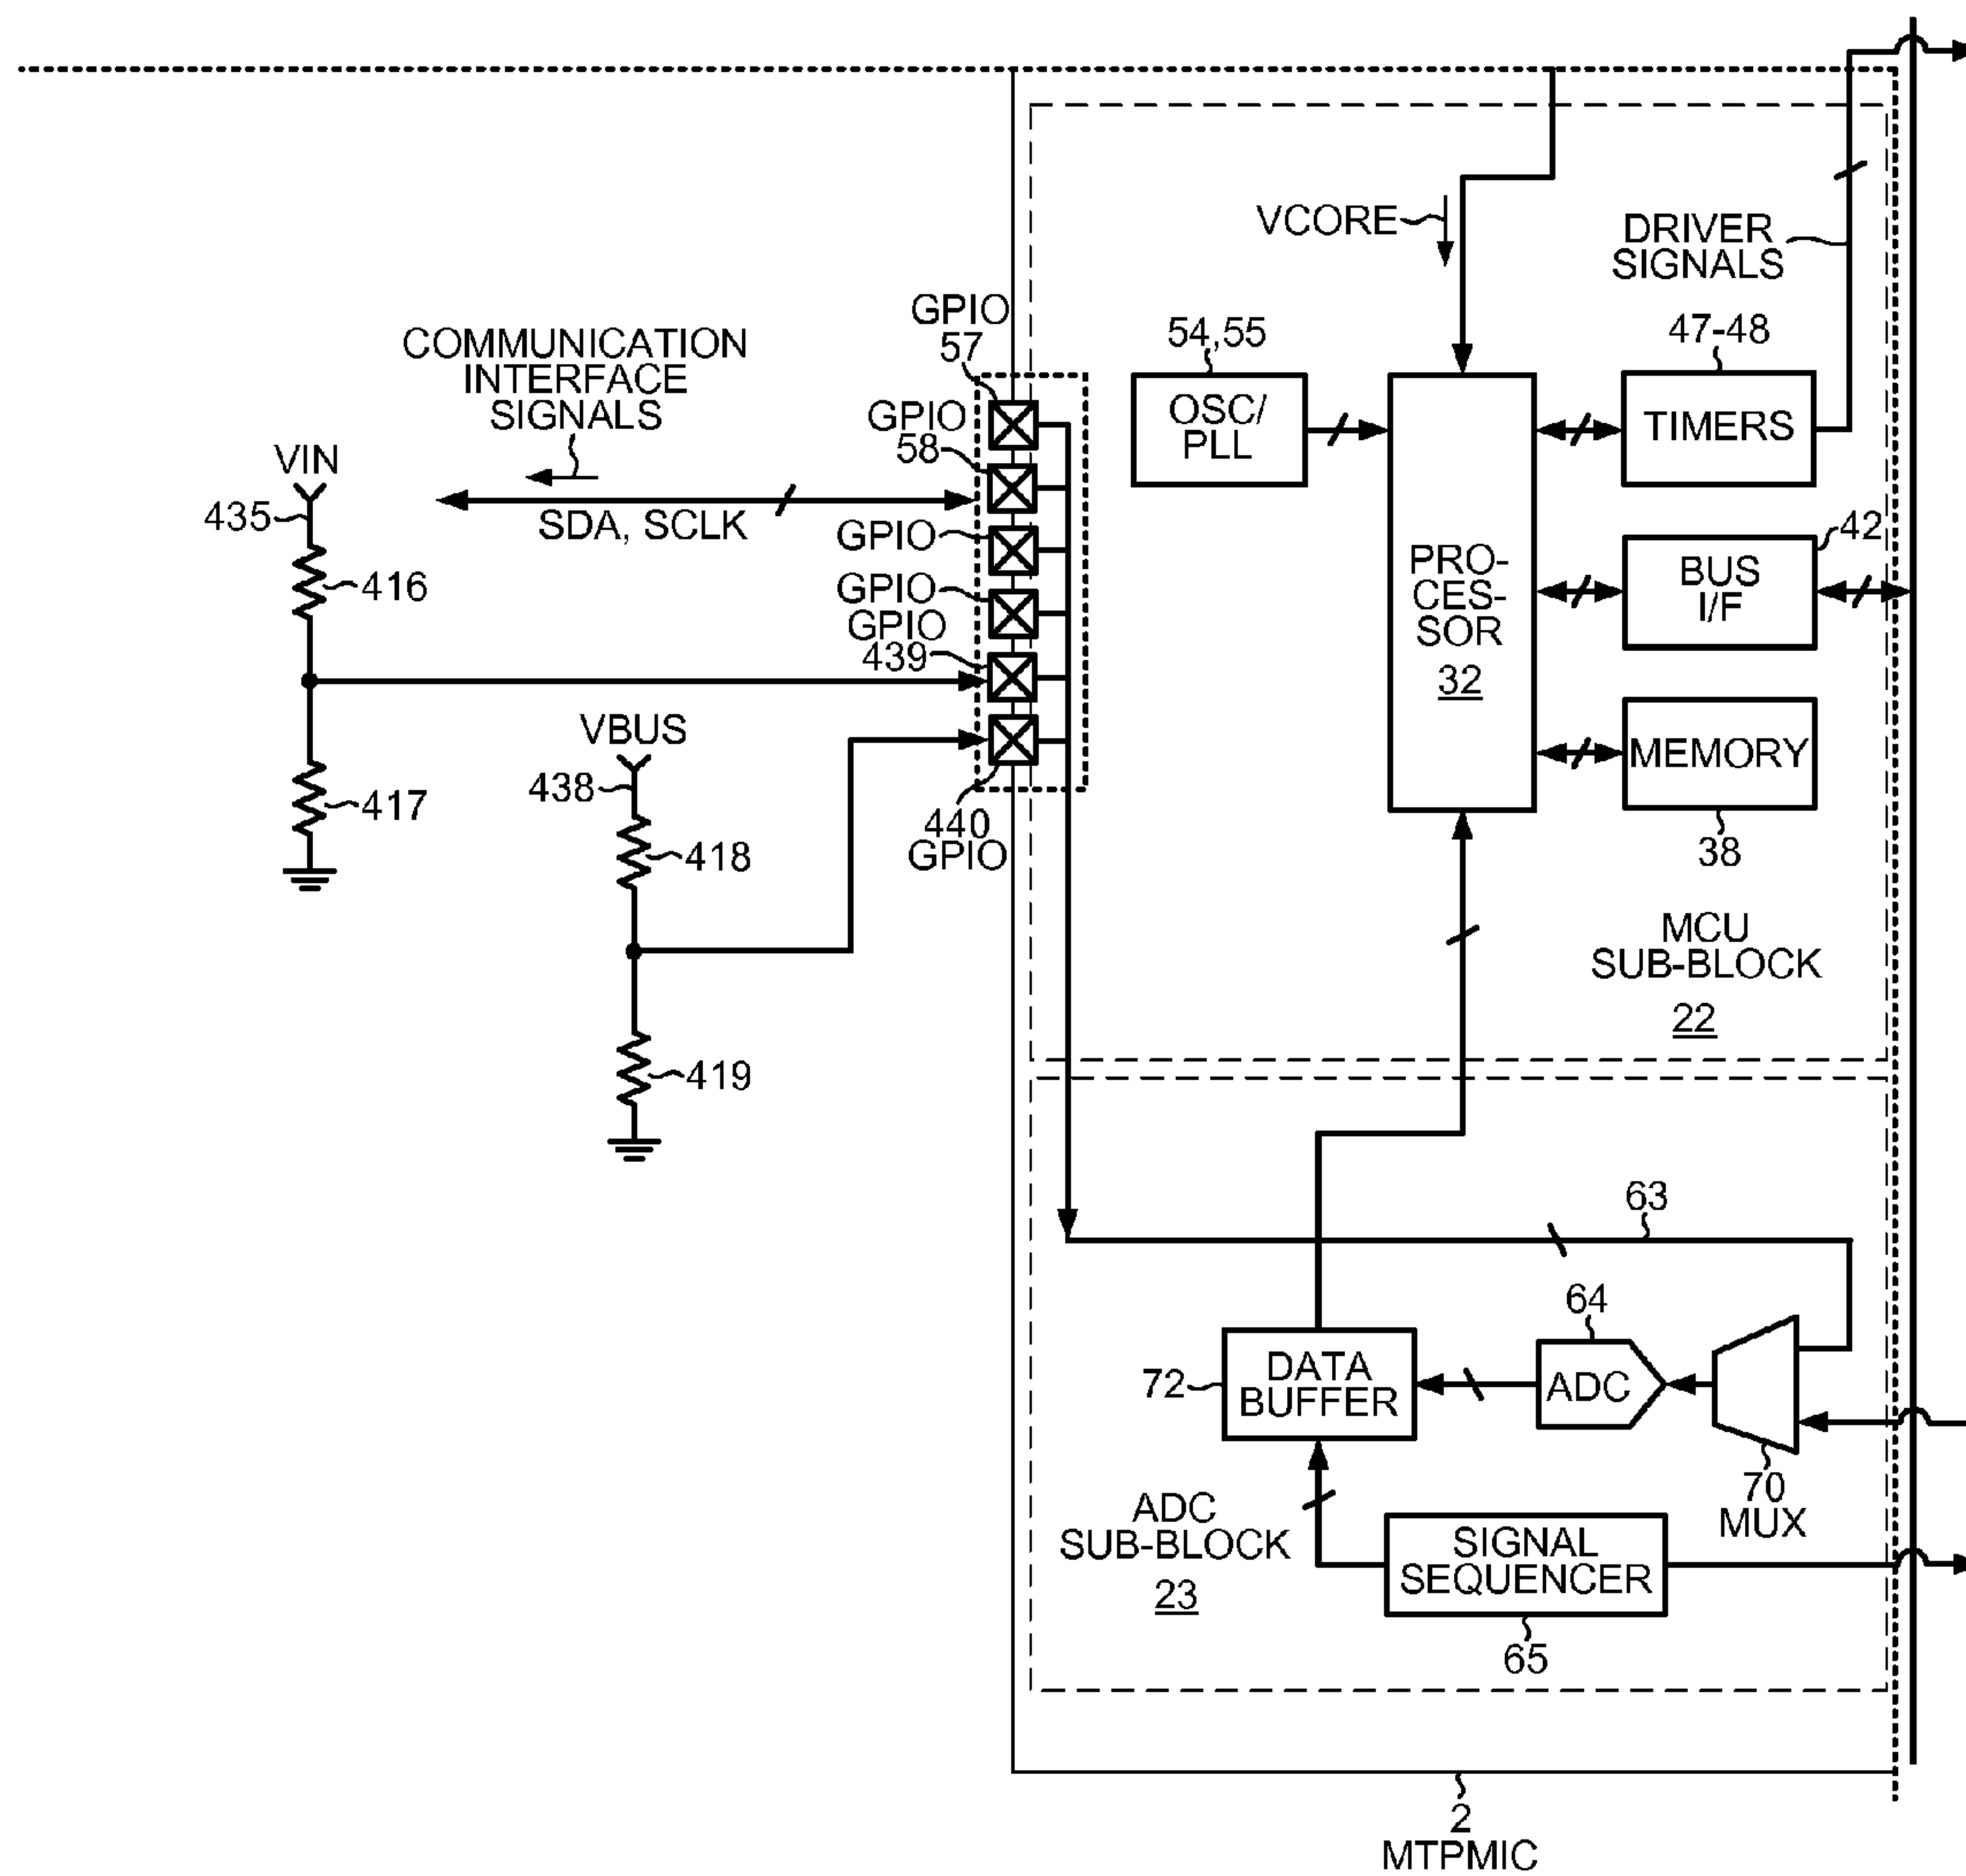 VCORE
DRIVER
SIGNALS
GPIO
57
COMMUNICATION
INTERFACE
SIGNALS
54,55
47-48
OSC/
PLL
TIMERS
GPIO
58
VIN
435
SDA, SCLK
GPIO
42
PRO-
CES-
SOR
32
BUS
I/F
416
GPIO
GPIO
439
VBUS
438
MEMORY
417
440
GPIO
418
38
MCU
SUB-BLOCK
22
419
63
64
72
DATA
BUFFER
ADC
70
MUX
ADC
SUB-BLOCK
23
SIGNAL
SEQUENCER
65
2
MTPMIC